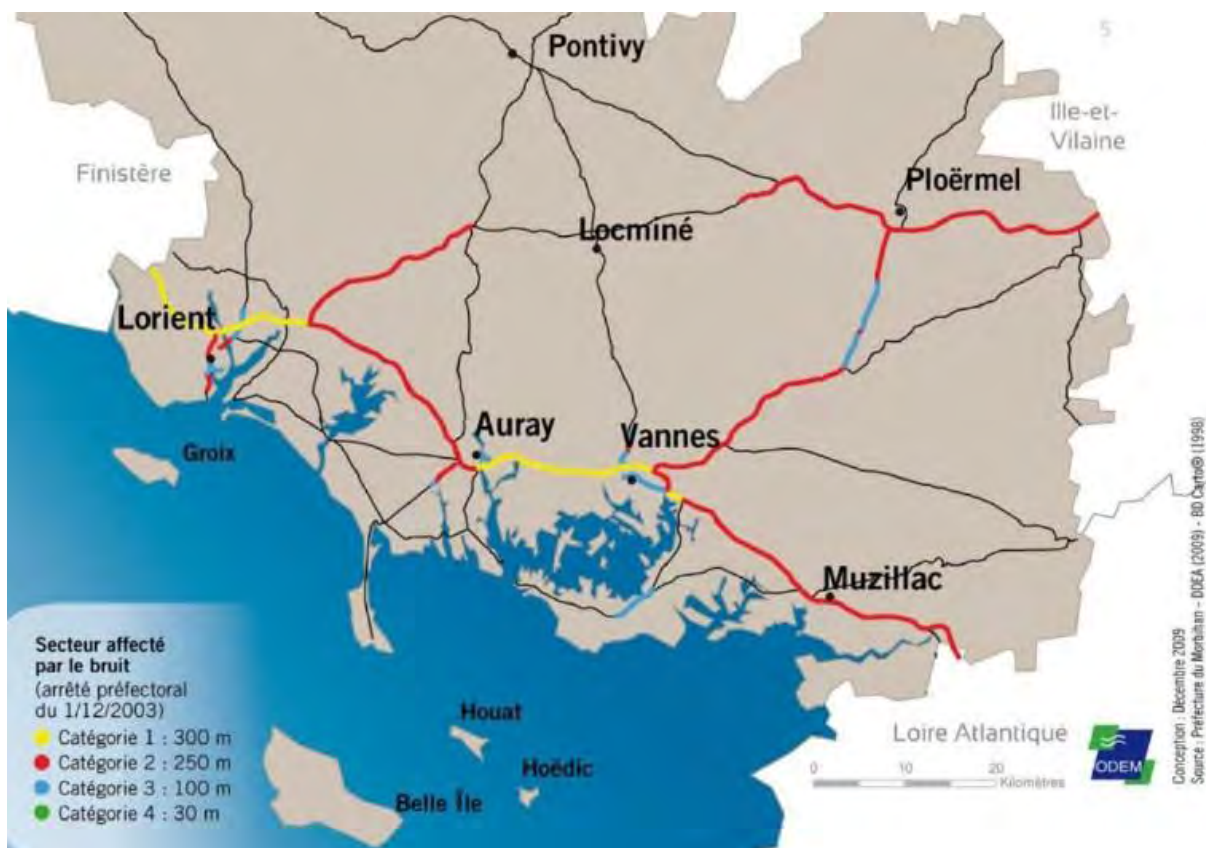 5
Pontivy
Ille-et-
Vilaine
Finistère
Ploërmel
Locminé
Lorient
Auray
Vannes
Groix
Muzillac
Secteur affecté
par le bruit
(arrêté préfectoral
du 1/12/2003)
Catégorie 1 : 300 m
Catégorie 2 : 250 m
Catégorie 3 : 100 m
Catégorie 4 : 30 m
Houat
Hoëdic
Belle Île
Loire Atlantique
0 10 20
Kilomètres
ODEM
Conception : Décembre 2009
Source : Préfecture du Morbihan - DDEA (2009) - BD Carto® (1998)